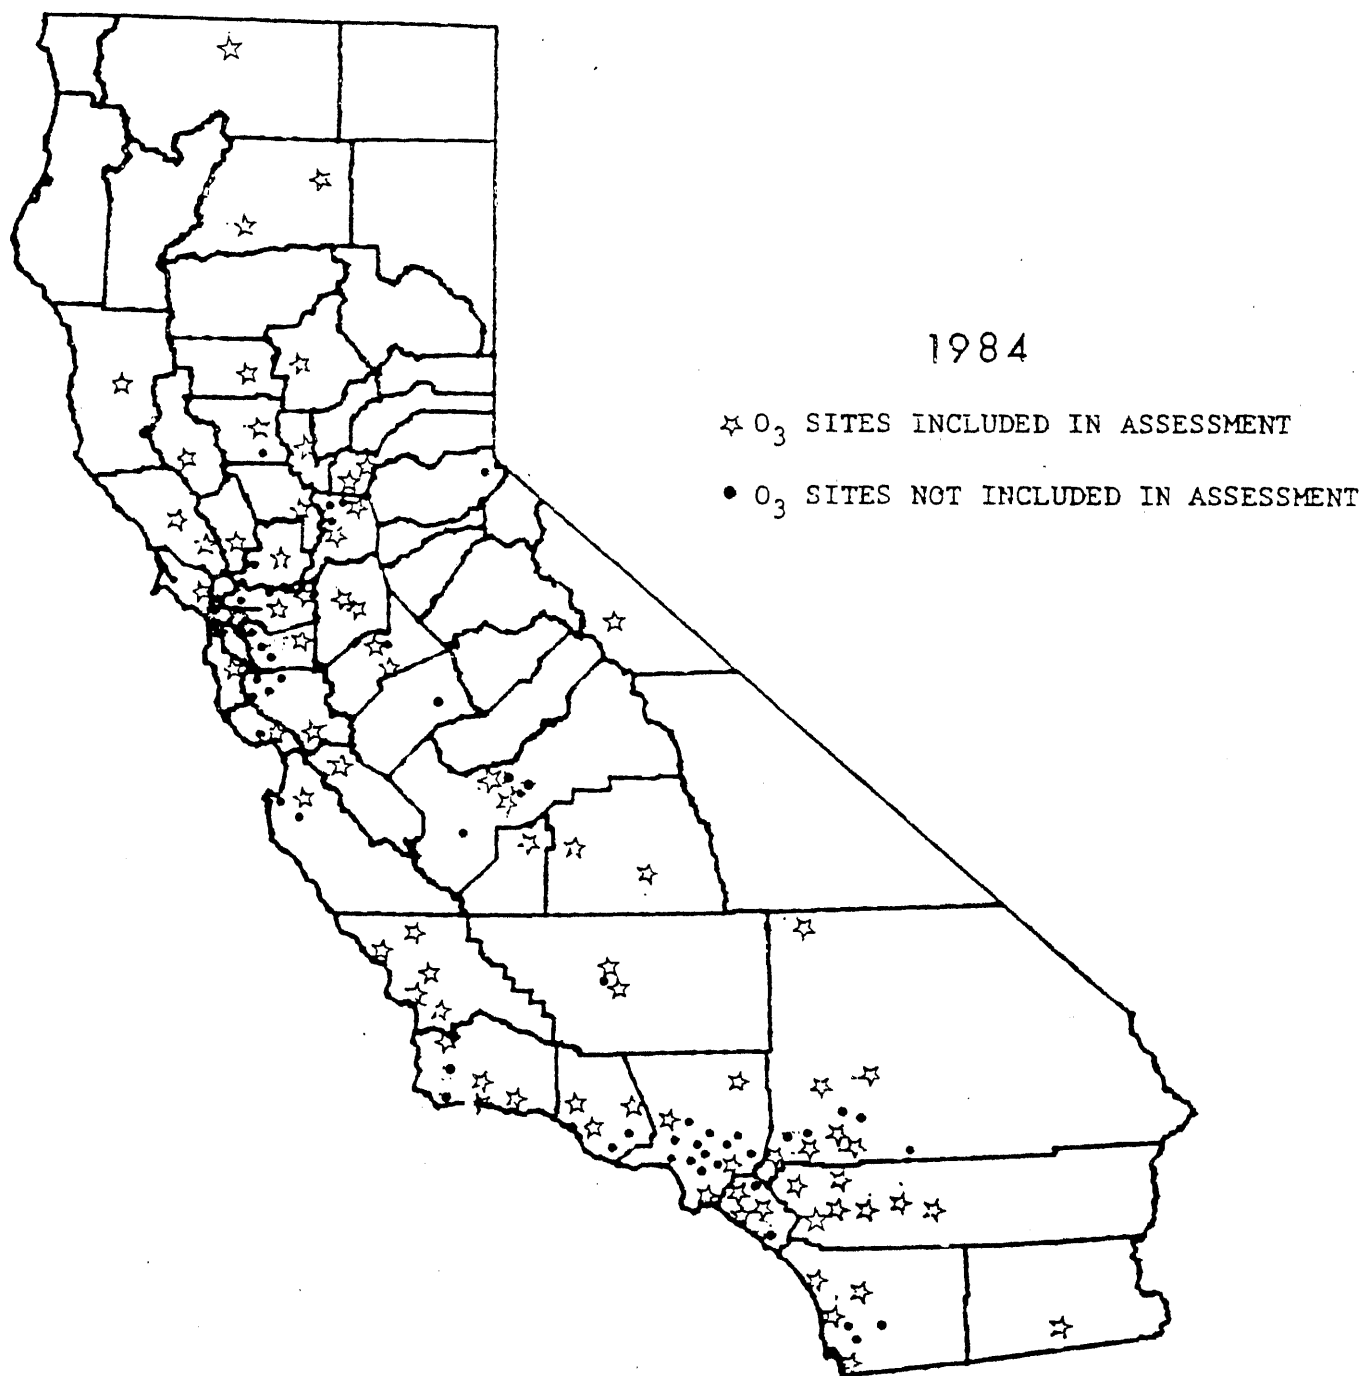 1984
☆ O₃ SITES INCLUDED IN ASSESSMENT
• O₃ SITES NOT INCLUDED IN ASSESSMENT